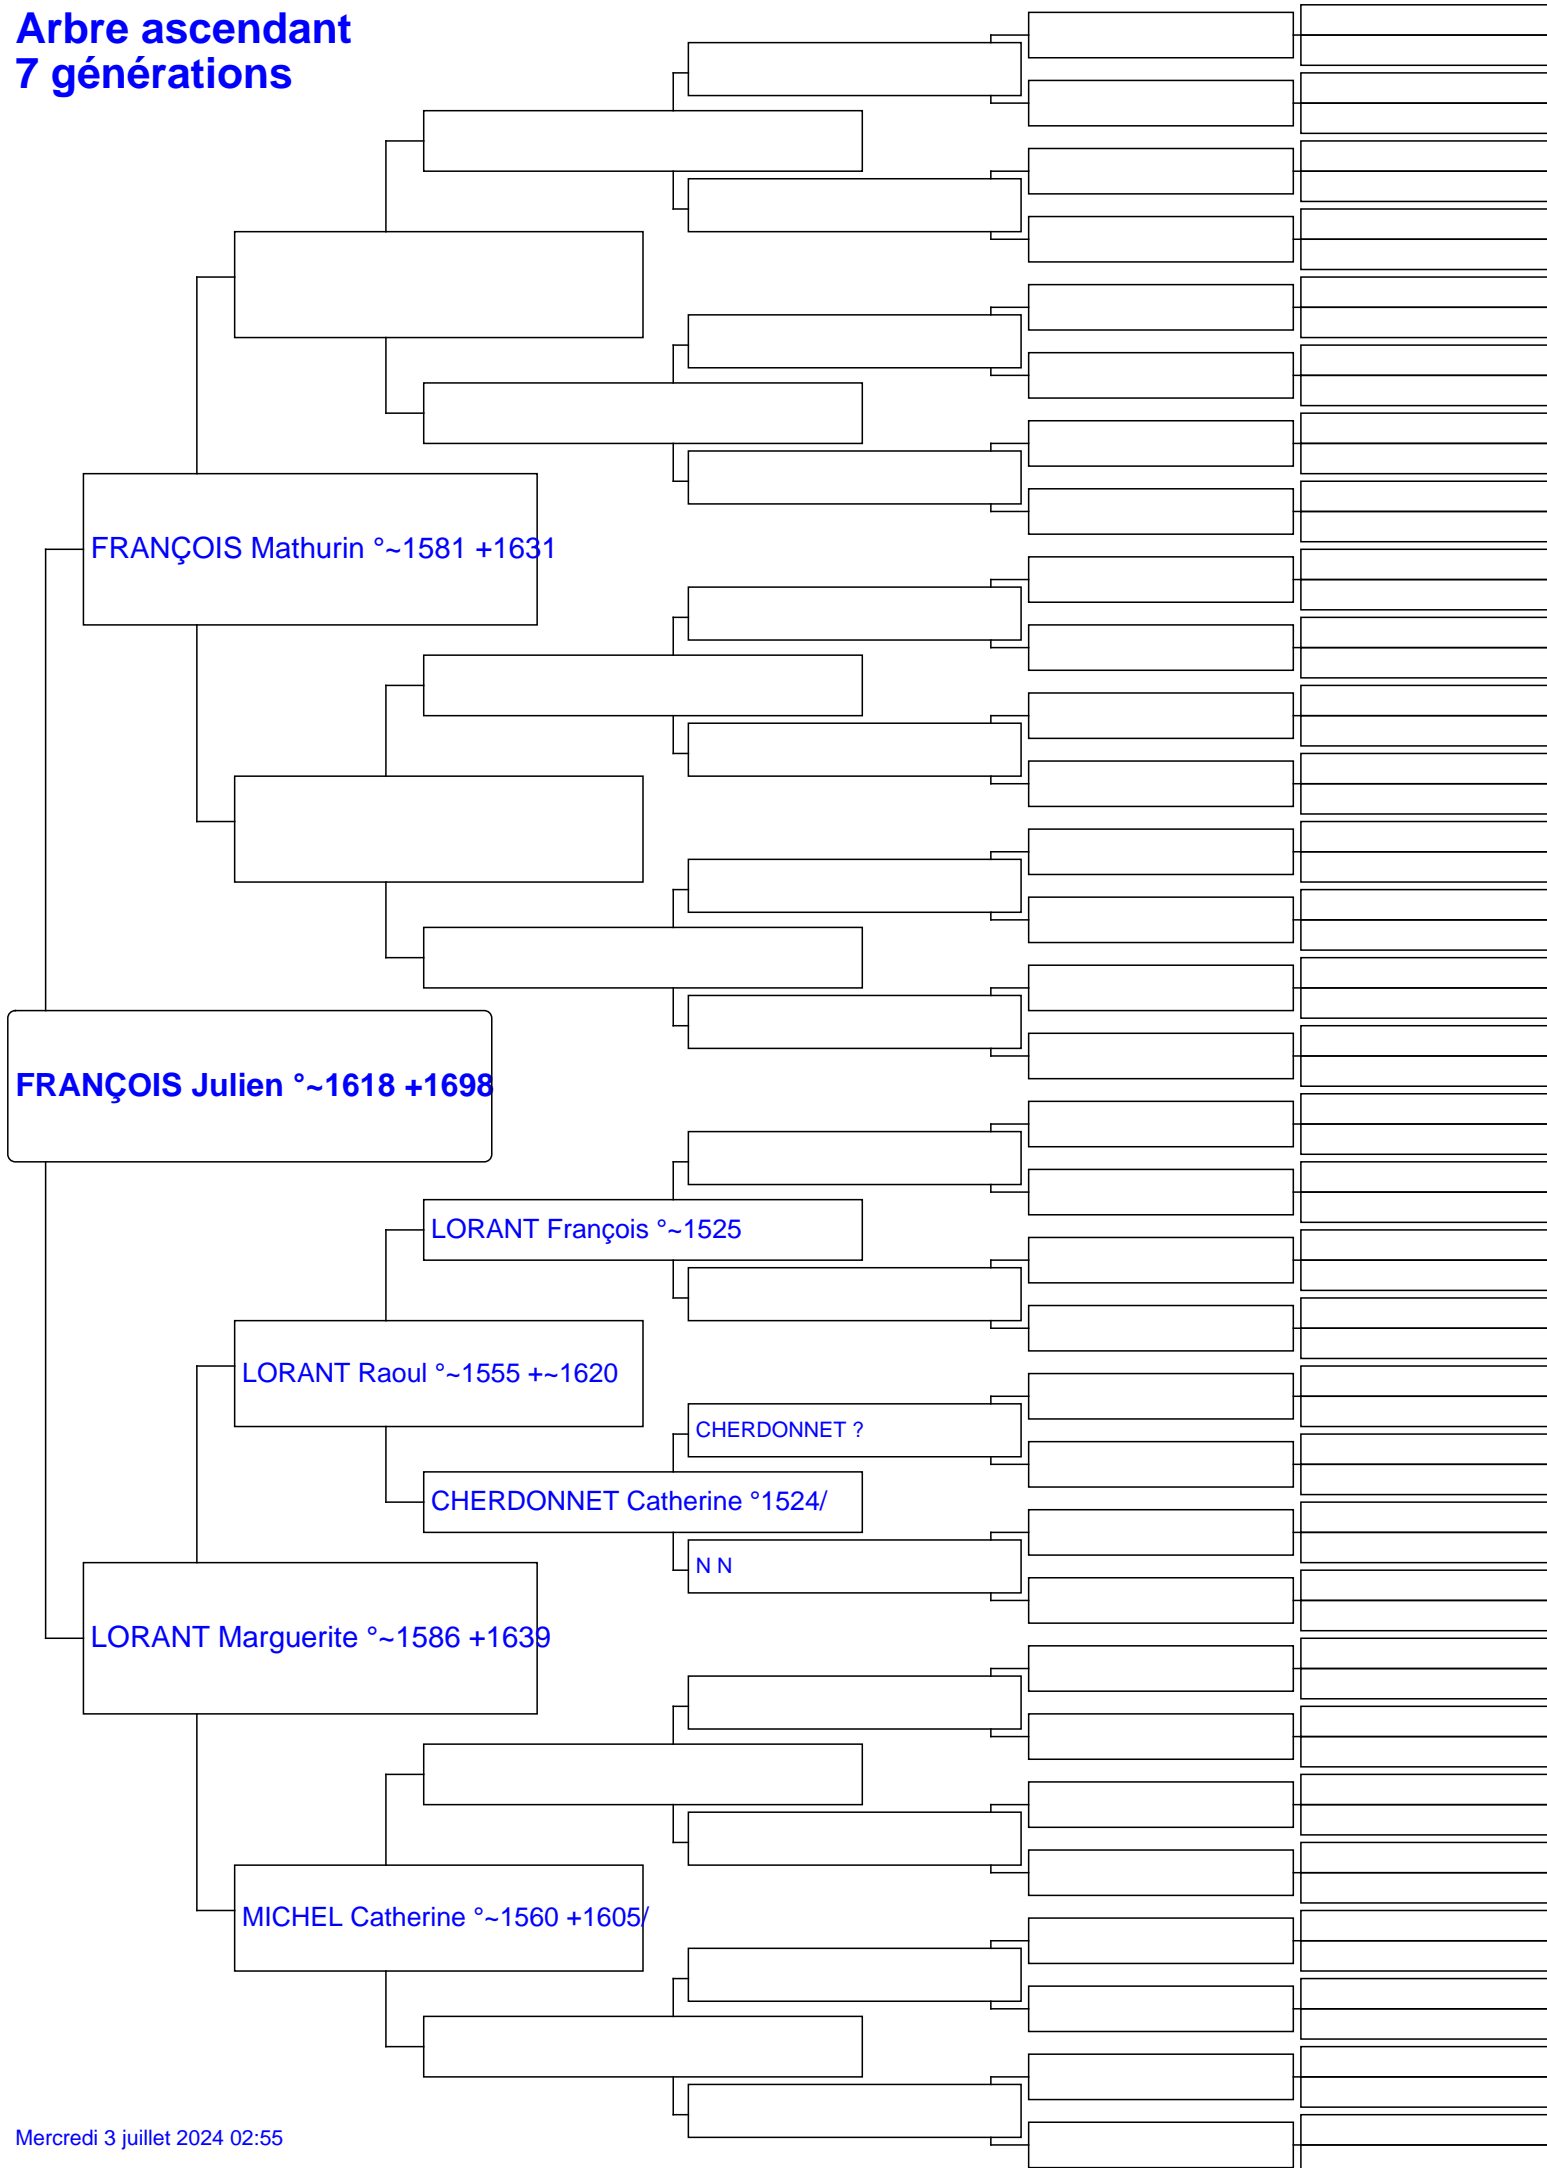 Arbre ascendant
7 générations
FRANÇOIS Mathurin °~1581 +1631
FRANÇOIS Julien °~1618 +1698
LORANT François °~1525
LORANT Raoul °~1555 +~1620
CHERDONNET ?
CHERDONNET Catherine °1524/
N N
LORANT Marguerite °~1586 +1639
MICHEL Catherine °~1560 +1605/
Mercredi 3 juillet 2024 02:55